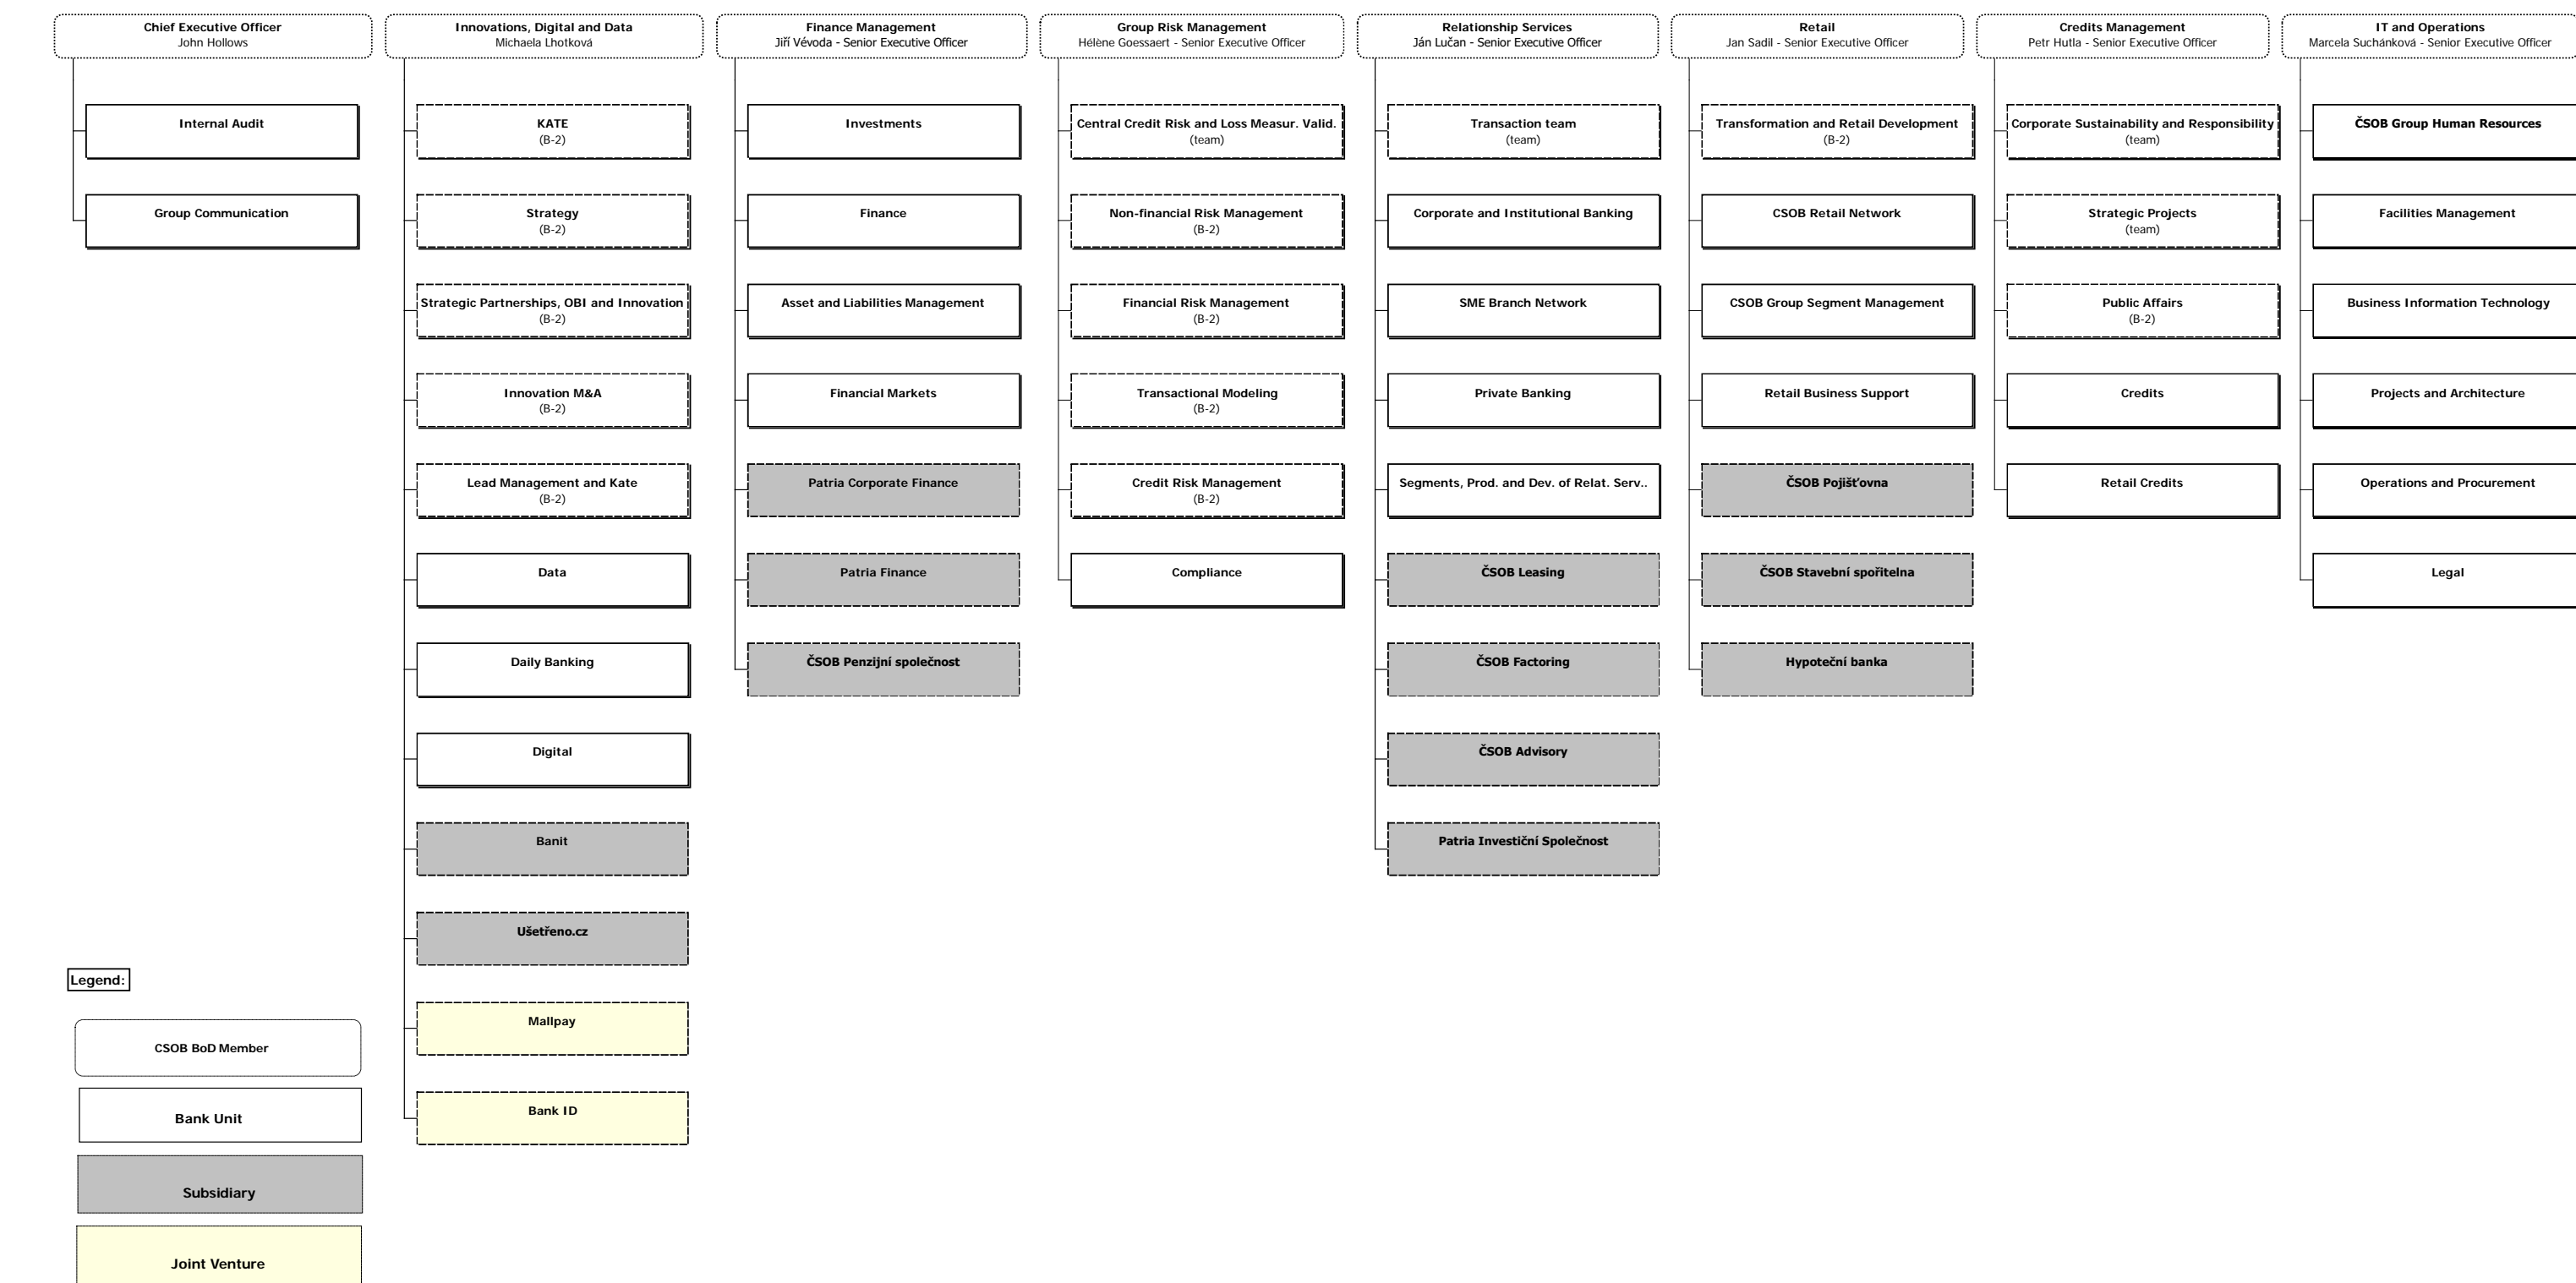 Chief Executive Officer
John Hollows
Internal Audit
Group Communication
Innovations, Digital and Data
Michaela Lhotková
KATE
(B-2)
Strategy
(B-2)
Strategic Partnerships, OBI and Innovation
(B-2)
Innovation M&A
(B-2)
Lead Management and Kate
(B-2)
Data
Daily Banking
Digital
Banit
Ušetřeno.cz
Mallpay
Bank ID
Finance Management
Jiří Vévoda - Senior Executive Officer
Investments
Finance
Asset and Liabilities Management
Financial Markets
Patria Corporate Finance
Patria Finance
ČSOB Penzijní společnost
Group Risk Management
Hélène Goessaert - Senior Executive Officer
Central Credit Risk and Loss Measur. Valid.
(team)
Non-financial Risk Management
(B-2)
Financial Risk Management
(B-2)
Transactional Modeling
(B-2)
Credit Risk Management
(B-2)
Compliance
Relationship Services
Ján Lučan - Senior Executive Officer
Transaction team
(team)
Corporate and Institutional Banking
SME Branch Network
Private Banking
Segments, Prod. and Dev. of Relat. Serv..
ČSOB Leasing
ČSOB Factoring
ČSOB Advisory
Patria Investiční Společnost
Retail
Jan Sadil - Senior Executive Officer
Transformation and Retail Development
(B-2)
CSOB Retail Network
CSOB Group Segment Management
Retail Business Support
ČSOB Pojišťovna
ČSOB Stavební spořitelna
Hypoteční banka
Credits Management
Petr Hutla - Senior Executive Officer
Corporate Sustainability and Responsibility
(team)
Strategic Projects
(team)
Public Affairs
(B-2)
Credits
Retail Credits
IT and Operations
Marcela Suchánková - Senior Executive Officer
ČSOB Group Human Resources
Facilities Management
Business Information Technology
Projects and Architecture
Operations and Procurement
Legal
Legend:
CSOB BoD Member
Bank Unit
Subsidiary
Joint Venture